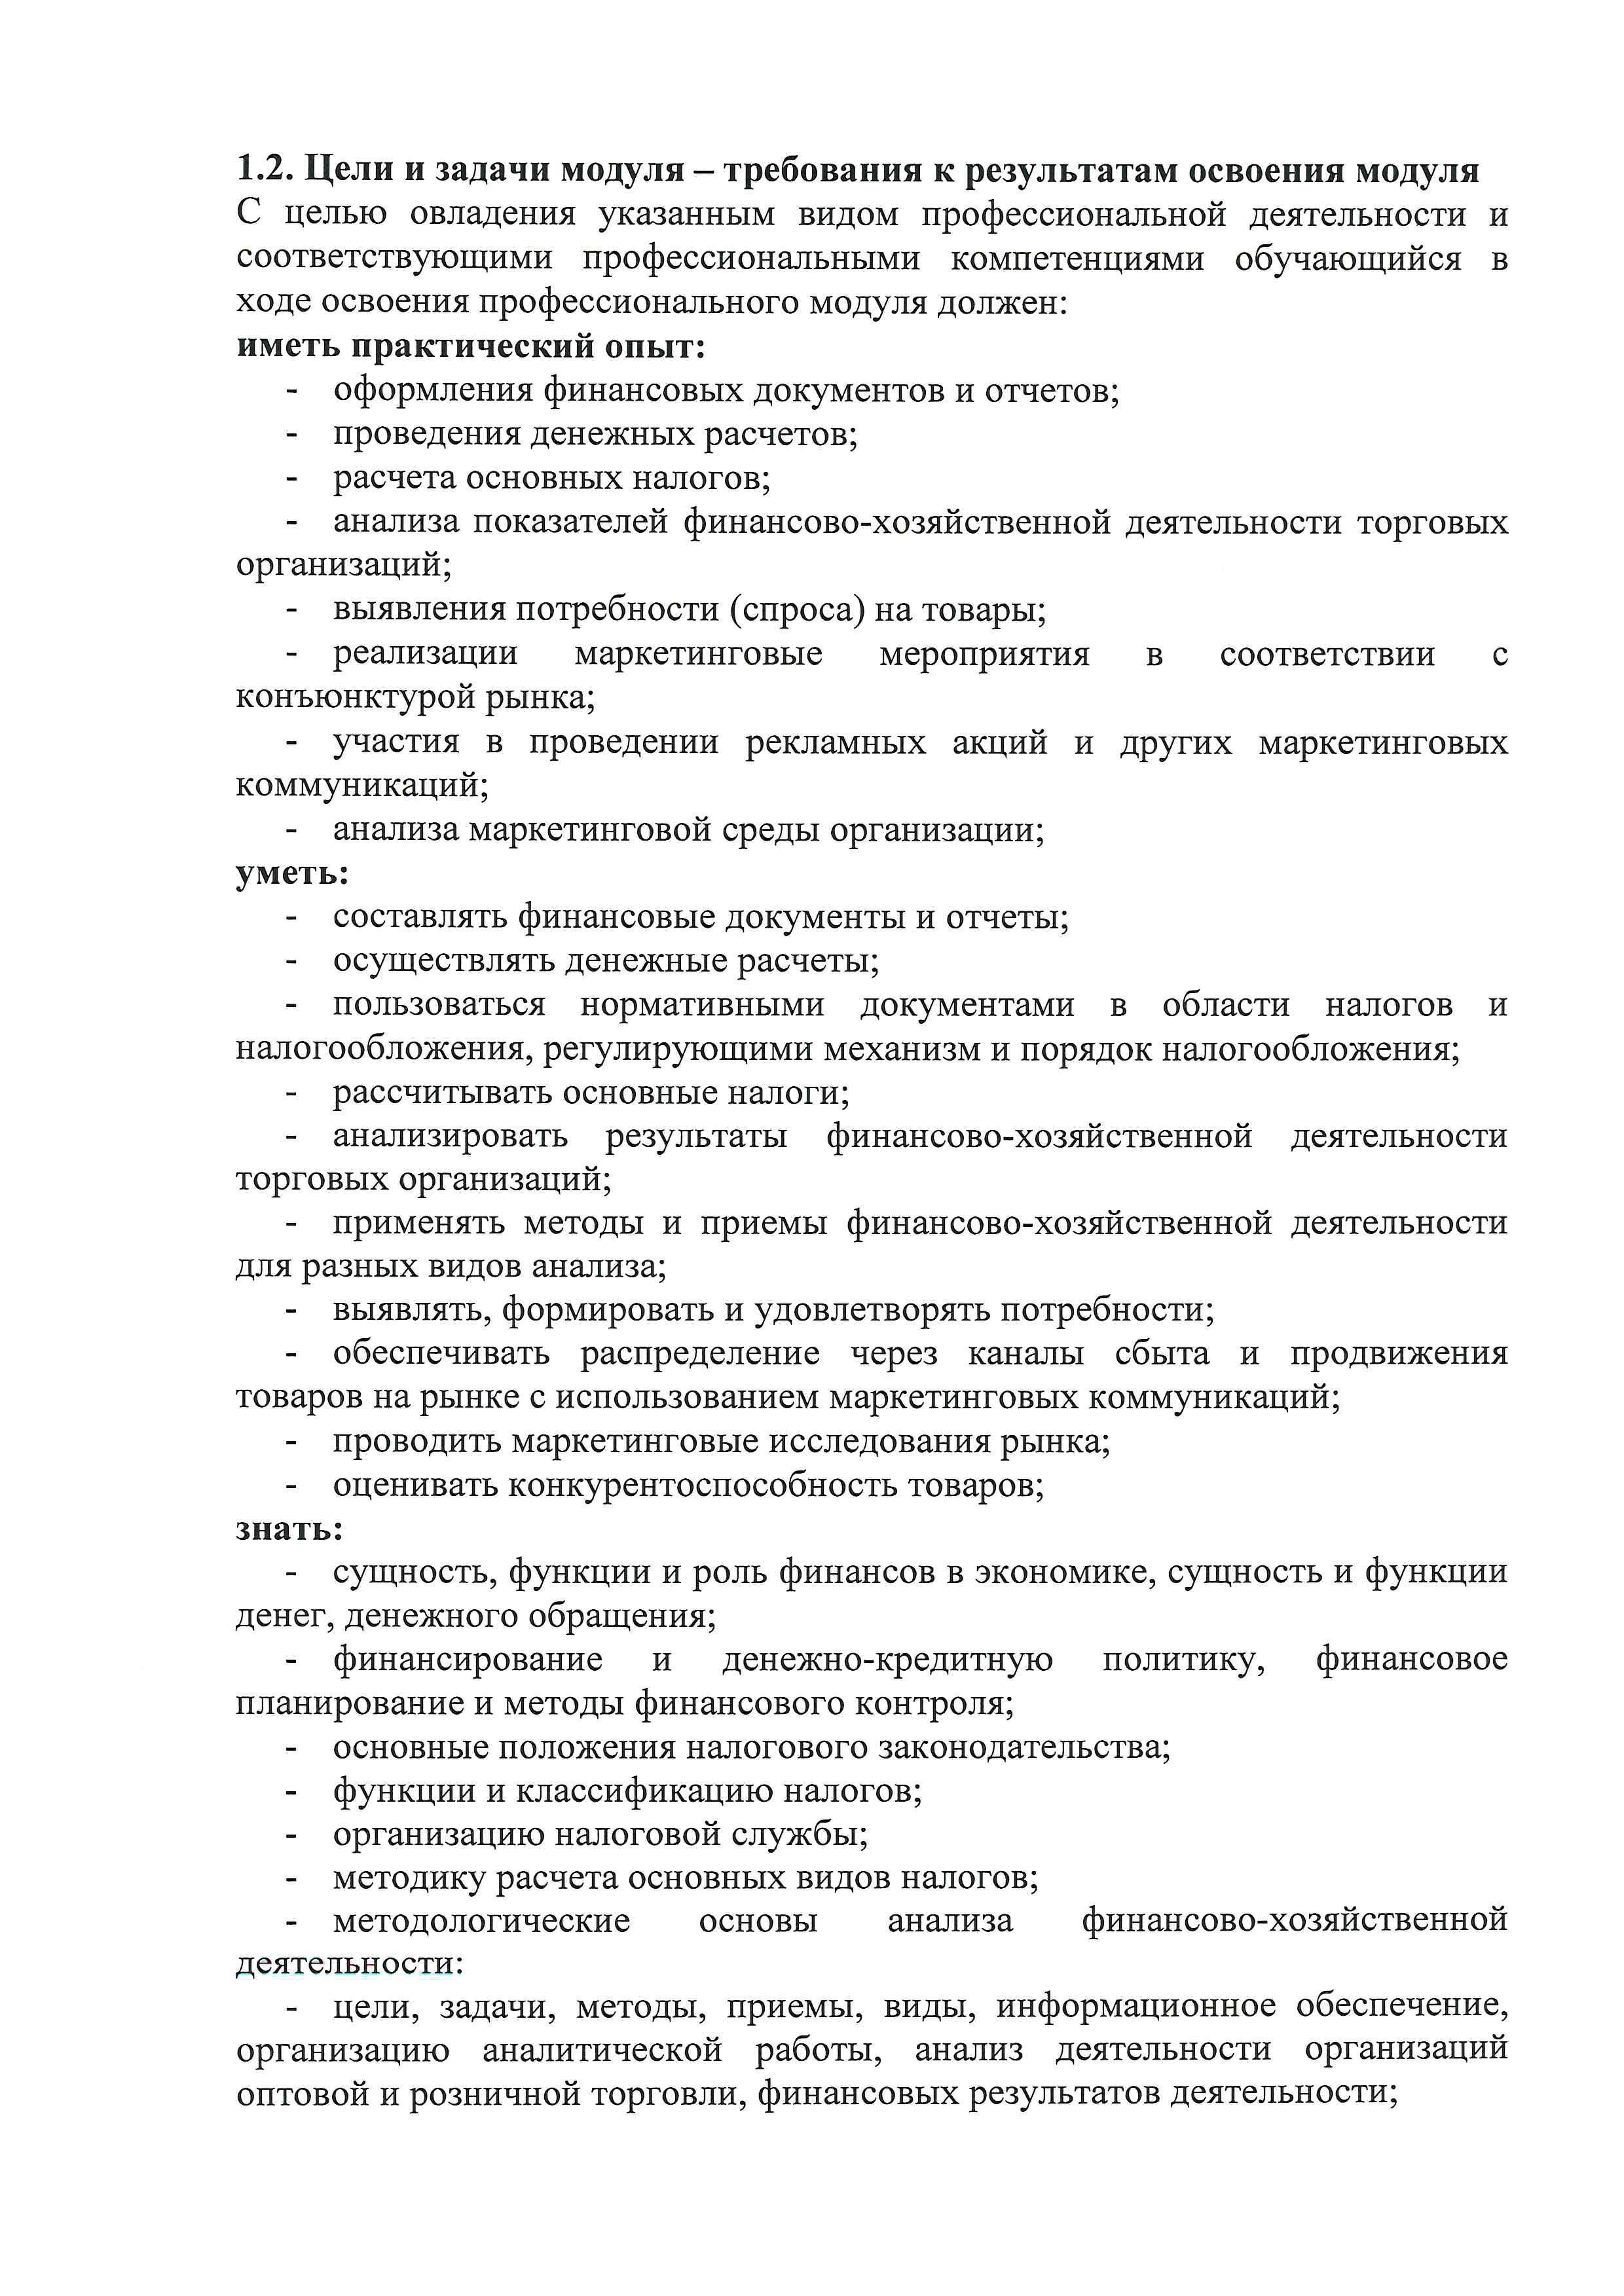 1.2. Цели и задачи модуля – требования к результатам освоения модуля
С целью овладения указанным видом профессиональной деятельности и
соответствующими профессиональными компетенциями обучающийся в
ходе освоения профессионального модуля должен:
иметь практический опыт:
- оформления финансовых документов и отчетов;
- проведения денежных расчетов;
- расчета основных налогов;
- анализа показателей финансово-хозяйственной деятельности торговых
организаций;
- выявления потребности (спроса) на товары;
- реализации маркетинговые мероприятия в соответствии с
конъюнктурой рынка;
- участия в проведении рекламных акций и других маркетинговых
коммуникаций;
- анализа маркетинговой среды организации;
уметь:
- составлять финансовые документы и отчеты;
- осуществлять денежные расчеты;
- пользоваться нормативными документами в области налогов и
налогообложения, регулирующими механизм и порядок налогообложения;
- рассчитывать основные налоги;
- анализировать результаты финансово-хозяйственной деятельности
торговых организаций;
- применять методы и приемы финансово-хозяйственной деятельности
для разных видов анализа;
- выявлять, формировать и удовлетворять потребности;
- обеспечивать распределение через каналы сбыта и продвижения
товаров на рынке с использованием маркетинговых коммуникаций;
- проводить маркетинговые исследования рынка;
- оценивать конкурентоспособность товаров;
знать:
- сущность, функции и роль финансов в экономике, сущность и функции
денег, денежного обращения;
- финансирование и денежно-кредитную политику, финансовое
планирование и методы финансового контроля;
- основные положения налогового законодательства;
- функции и классификацию налогов;
- организацию налоговой службы;
- методику расчета основных видов налогов;
- методологические основы анализа финансово-хозяйственной
деятельности:
- цели, задачи, методы, приемы, виды, информационное обеспечение,
организацию аналитической работы, анализ деятельности организаций
оптовой и розничной торговли, финансовых результатов деятельности;